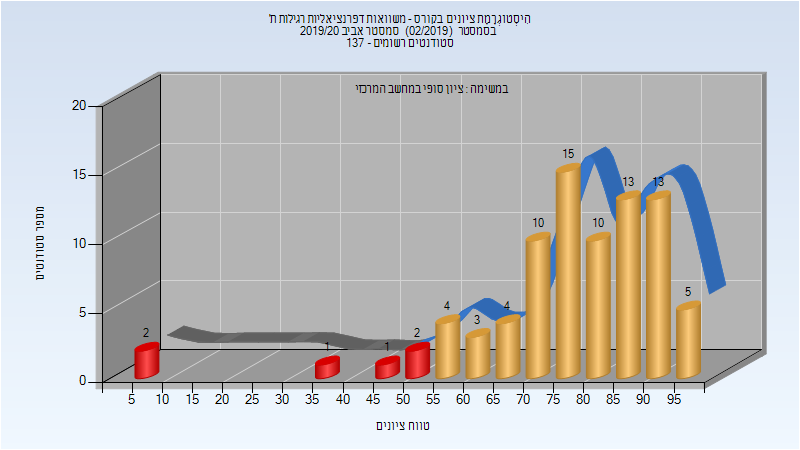 הִיסְטוֹגְרָמַת ציונים בקורס - משוואות דפרנציאליות רגילות ח'
בסמסטר (02/2019) סמסטר אביב 2019/20
סטודנטים רשומים - 137
במשימה : ציון סופי במחשב המרכזי
20
15
10
5
0
מספר סטודנטים
2
1
1
2
4
3
4
10
15
10
13
13
5
5 10 15 20 25 30 35 40 45 50 55 60 65 70 75 80 85 90 95
טווח ציונים